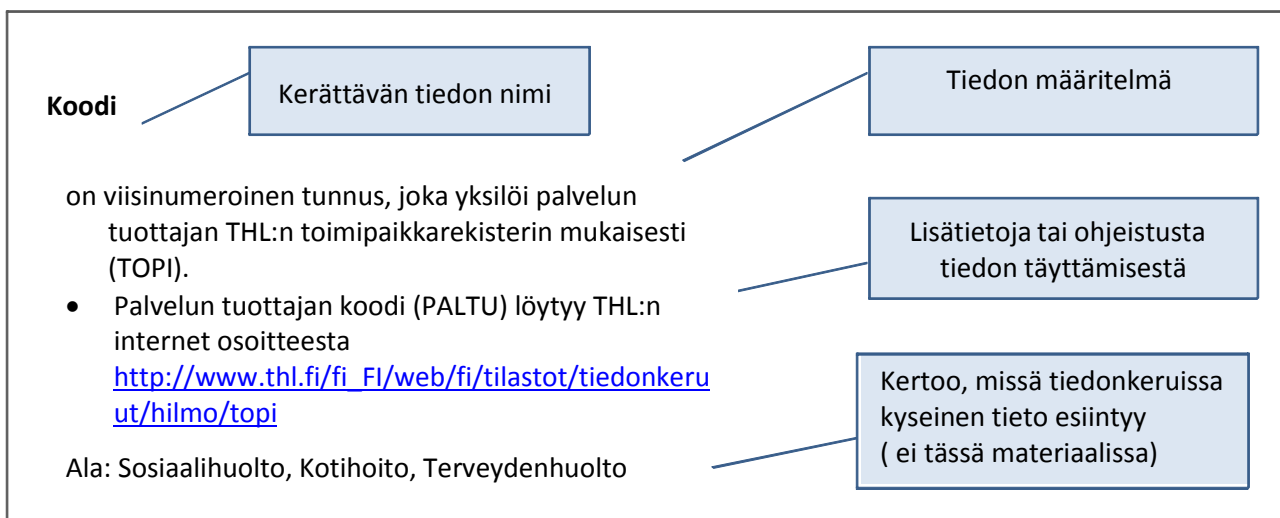 Koodi
Kerättävän tiedon nimi
Tiedon määritelmä
on viisinumeroinen tunnus, joka yksilöi palvelun
tuottajan THL:n toimipaikkarekisterin mukaisesti
(TOPI).
Lisätietoja tai ohjeistusta
tiedon täyttämisestä
• Palvelun tuottajan koodi (PALTU) löytyy THL:n
internet osoitteesta
http://www.thl.fi/fi_FI/web/fi/tilastot/tiedonkeru
ut/hilmo/topi
Kertoo, missä tiedonkeruissa
kyseinen tieto esiintyy
( ei tässä materiaalissa)
Ala: Sosiaalihuolto, Kotihoito, Terveydenhuolto